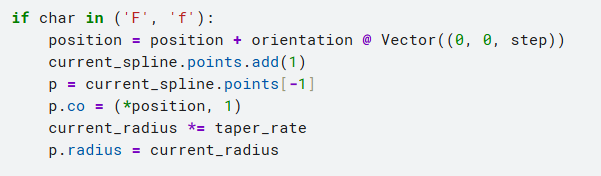 if char in ('F', 'f'):
    position = position + orientation @ Vector((0, 0, step))
    current_spline.points.add(1)
    p = current_spline.points[-1]
    p.co = (*position, 1)
    current_radius *= taper_rate
    p.radius = current_radius